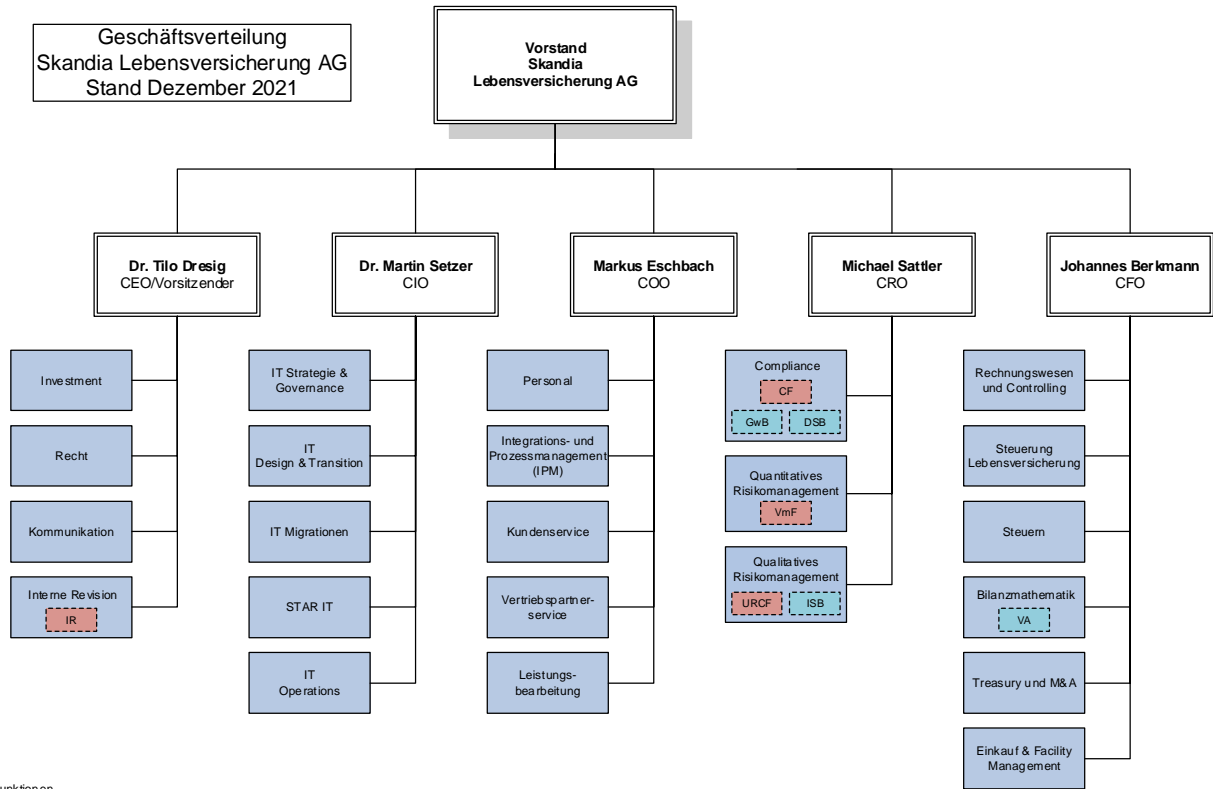 Geschäftsverteilung
Skandia Lebensversicherung AG
Stand Dezember 2021
Vorstand
Skandia
Lebensversicherung AG
Dr. Tilo Dresig
CEO/Vorsitzender
Dr. Martin Setzer
CIO
Markus Eschbach
COO
Michael Sattler
CRO
Johannes Berkmann
CFO
Investment
Recht
Kommunikation
Interne Revision
IR
IT Strategie &
Governance
IT
Design & Transition
IT Migrationen
STAR IT
IT
Operations
Personal
Integrations- und
Prozessmanagement
(IPM)
Kundenservice
Vertriebspartner-
service
Leistungs-
bearbeitung
Compliance
CF
GwB
DSB
Quantitatives
Risikomanagement
VmF
Qualitatives
Risikomanagement
URCF
ISB
Rechnungswesen
und Controlling
Steuerung
Lebensversicherung
Steuern
Bilanzmathematik
VA
Treasury und M&A
Einkauf & Facility
Management